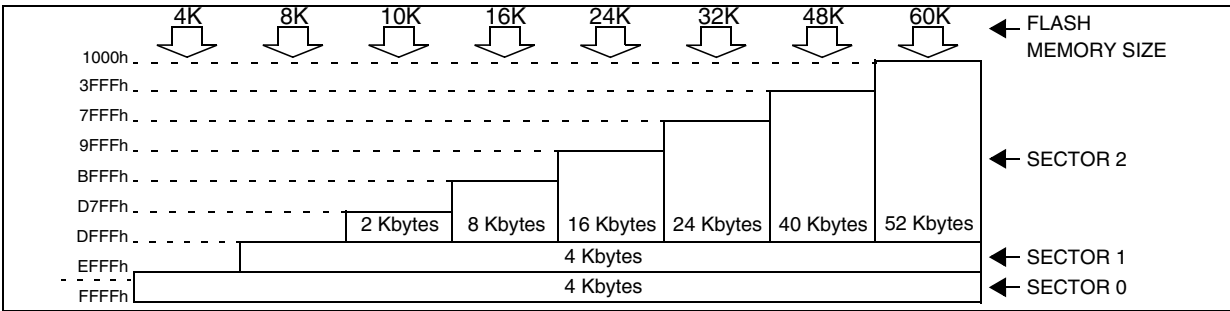 4K 8K 10K 16K 24K 32K 48K 60K
FLASH
MEMORY SIZE
1000h
3FFFh
7FFFh
9FFFh
BFFFh
SECTOR 2
D7FFh
2 Kbytes 8 Kbytes 16 Kbytes 24 Kbytes 40 Kbytes 52 Kbytes
DFFFh
4 Kbytes
SECTOR 1
EFFFh
4 Kbytes
SECTOR 0
FFFFh